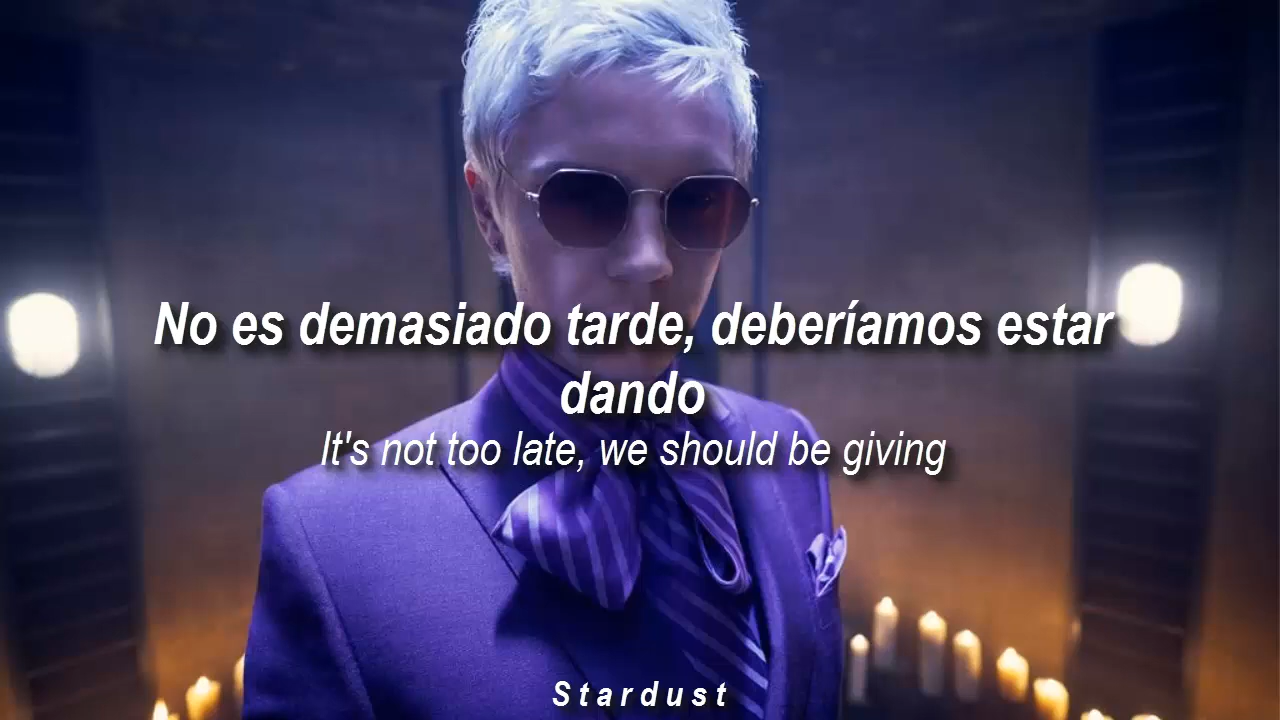 No es demasiado tarde, deberíamos estar
dando
It's not too late, we should be giving
Stardust